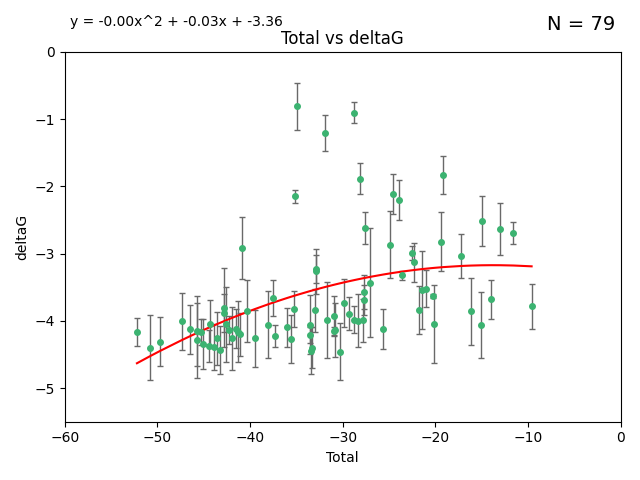 y = -0.00x^2 + -0.03x + -3.36
N = 79
Total vs deltaG
0
−1
−2
−3
−4
−5
deltaG
−60 −50 −40 −30 −20 −10 0
Total